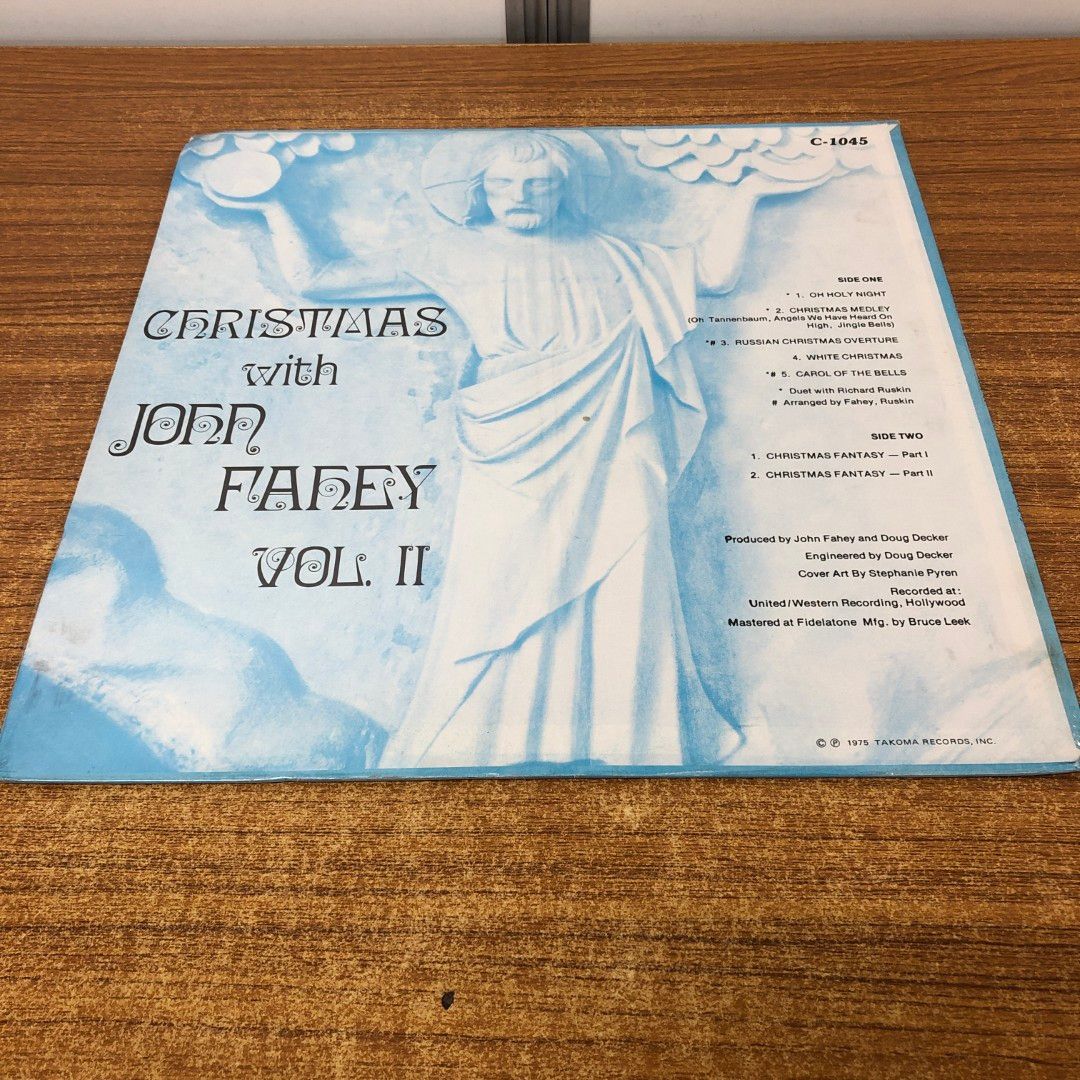 C-1045
CHRISTMAS
with
JOHN
FAHEY
VOL. II
SIDE ONE
* 1. OH HOLY NIGHT
* 2. CHRISTMAS MEDLEY
(Oh Tannenbaum, Angels We Have Heard On
High, Jingle Bells)
*# 3. RUSSIAN CHRISTMAS OVERTURE
4. WHITE CHRISTMAS
*# 5. CAROL OF THE BELLS
* Duet with Richard Ruskin
# Arranged by Fahey, Ruskin
SIDE TWO
1. CHRISTMAS FANTASY — Part I
2. CHRISTMAS FANTASY — Part II
Produced by John Fahey and Doug Decker
Engineered by Doug Decker
Cover Art By Stephanie Pyren
Recorded at:
United/Western Recording, Hollywood
Mastered at Fidelatone Mfg. by Bruce Leek
© ℗ 1975 TAKOMA RECORDS, INC.